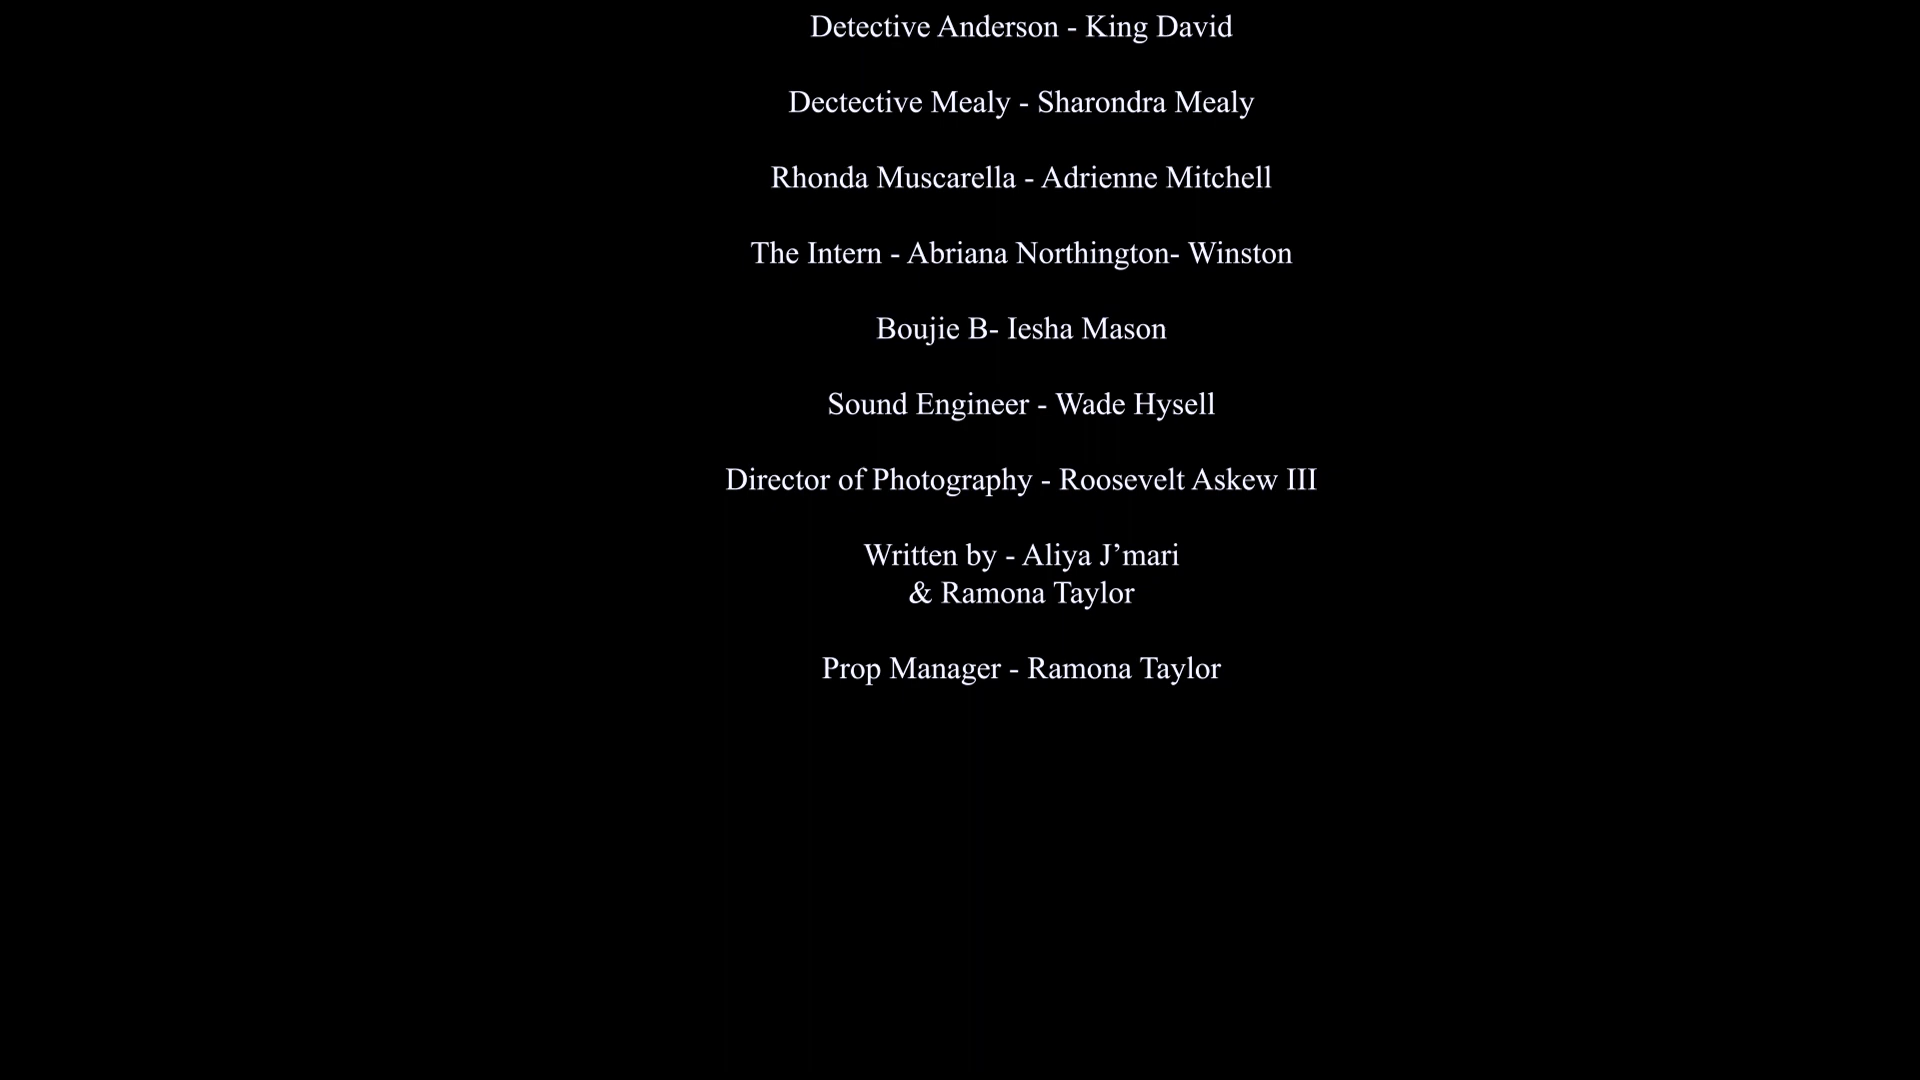 Detective Anderson - King David
Dectective Mealy - Sharondra Mealy
Rhonda Muscarella - Adrienne Mitchell
The Intern - Abriana Northington- Winston
Boujie B- Iesha Mason
Sound Engineer - Wade Hysell
Director of Photography - Roosevelt Askew III
Written by - Aliya J’mari
& Ramona Taylor
Prop Manager - Ramona Taylor